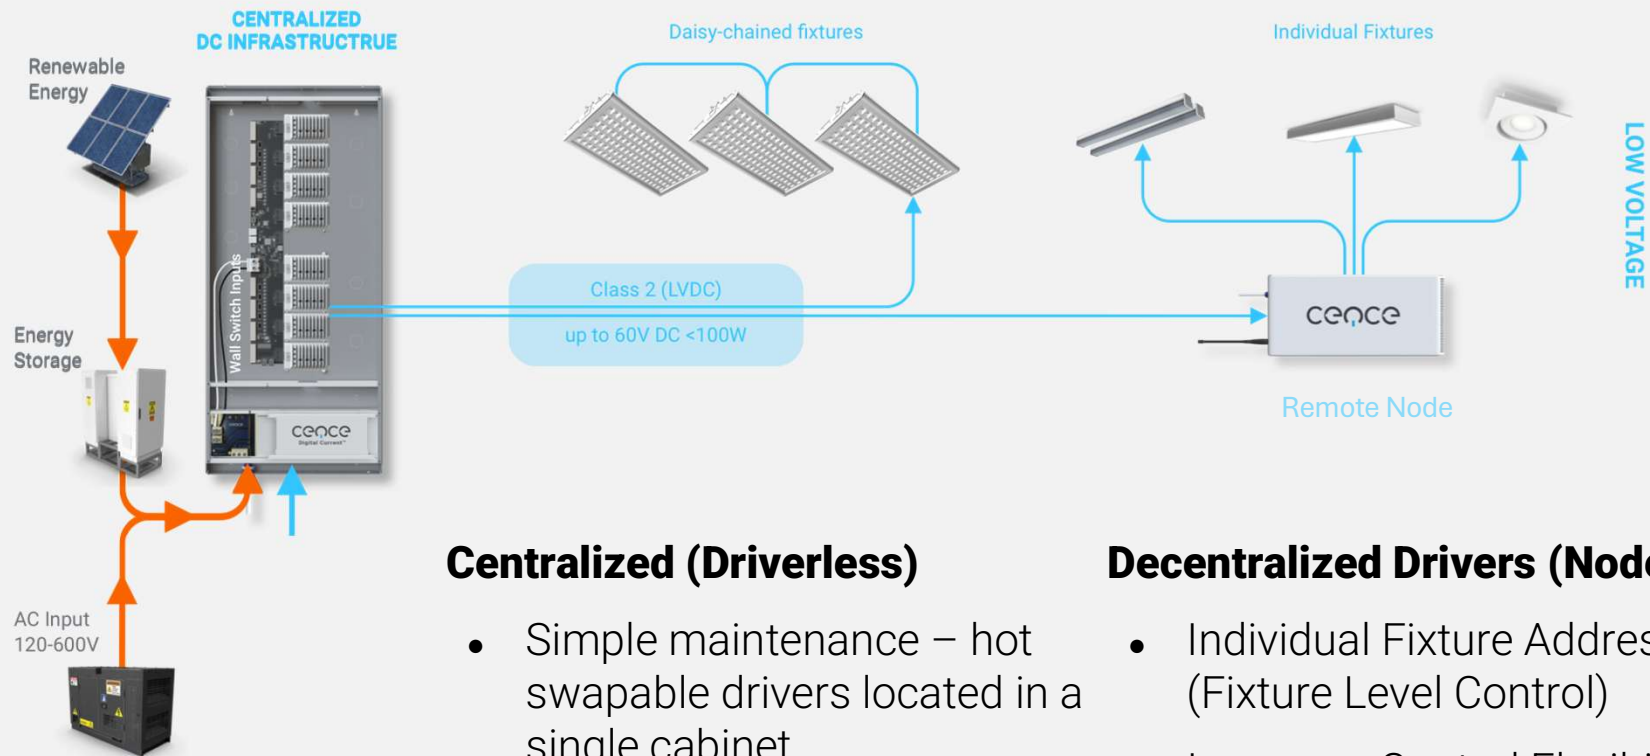 CENTRALIZED
DC INFRASTRUCTRUE
Renewable
Energy
Daisy-chained fixtures
Individual Fixtures
LOW VOLTAGE
Wall Switch Inputs
Class 2 (LVDC)
up to 60V DC <100W
Energy
Storage
cence
Digital Current™
cence
Remote Node
AC Input
120-600V
Centralized (Driverless)
• Simple maintenance – hot
swapable drivers located in a
single cabinet
Decentralized Drivers (Node
• Individual Fixture Addres
(Fixture Level Control)